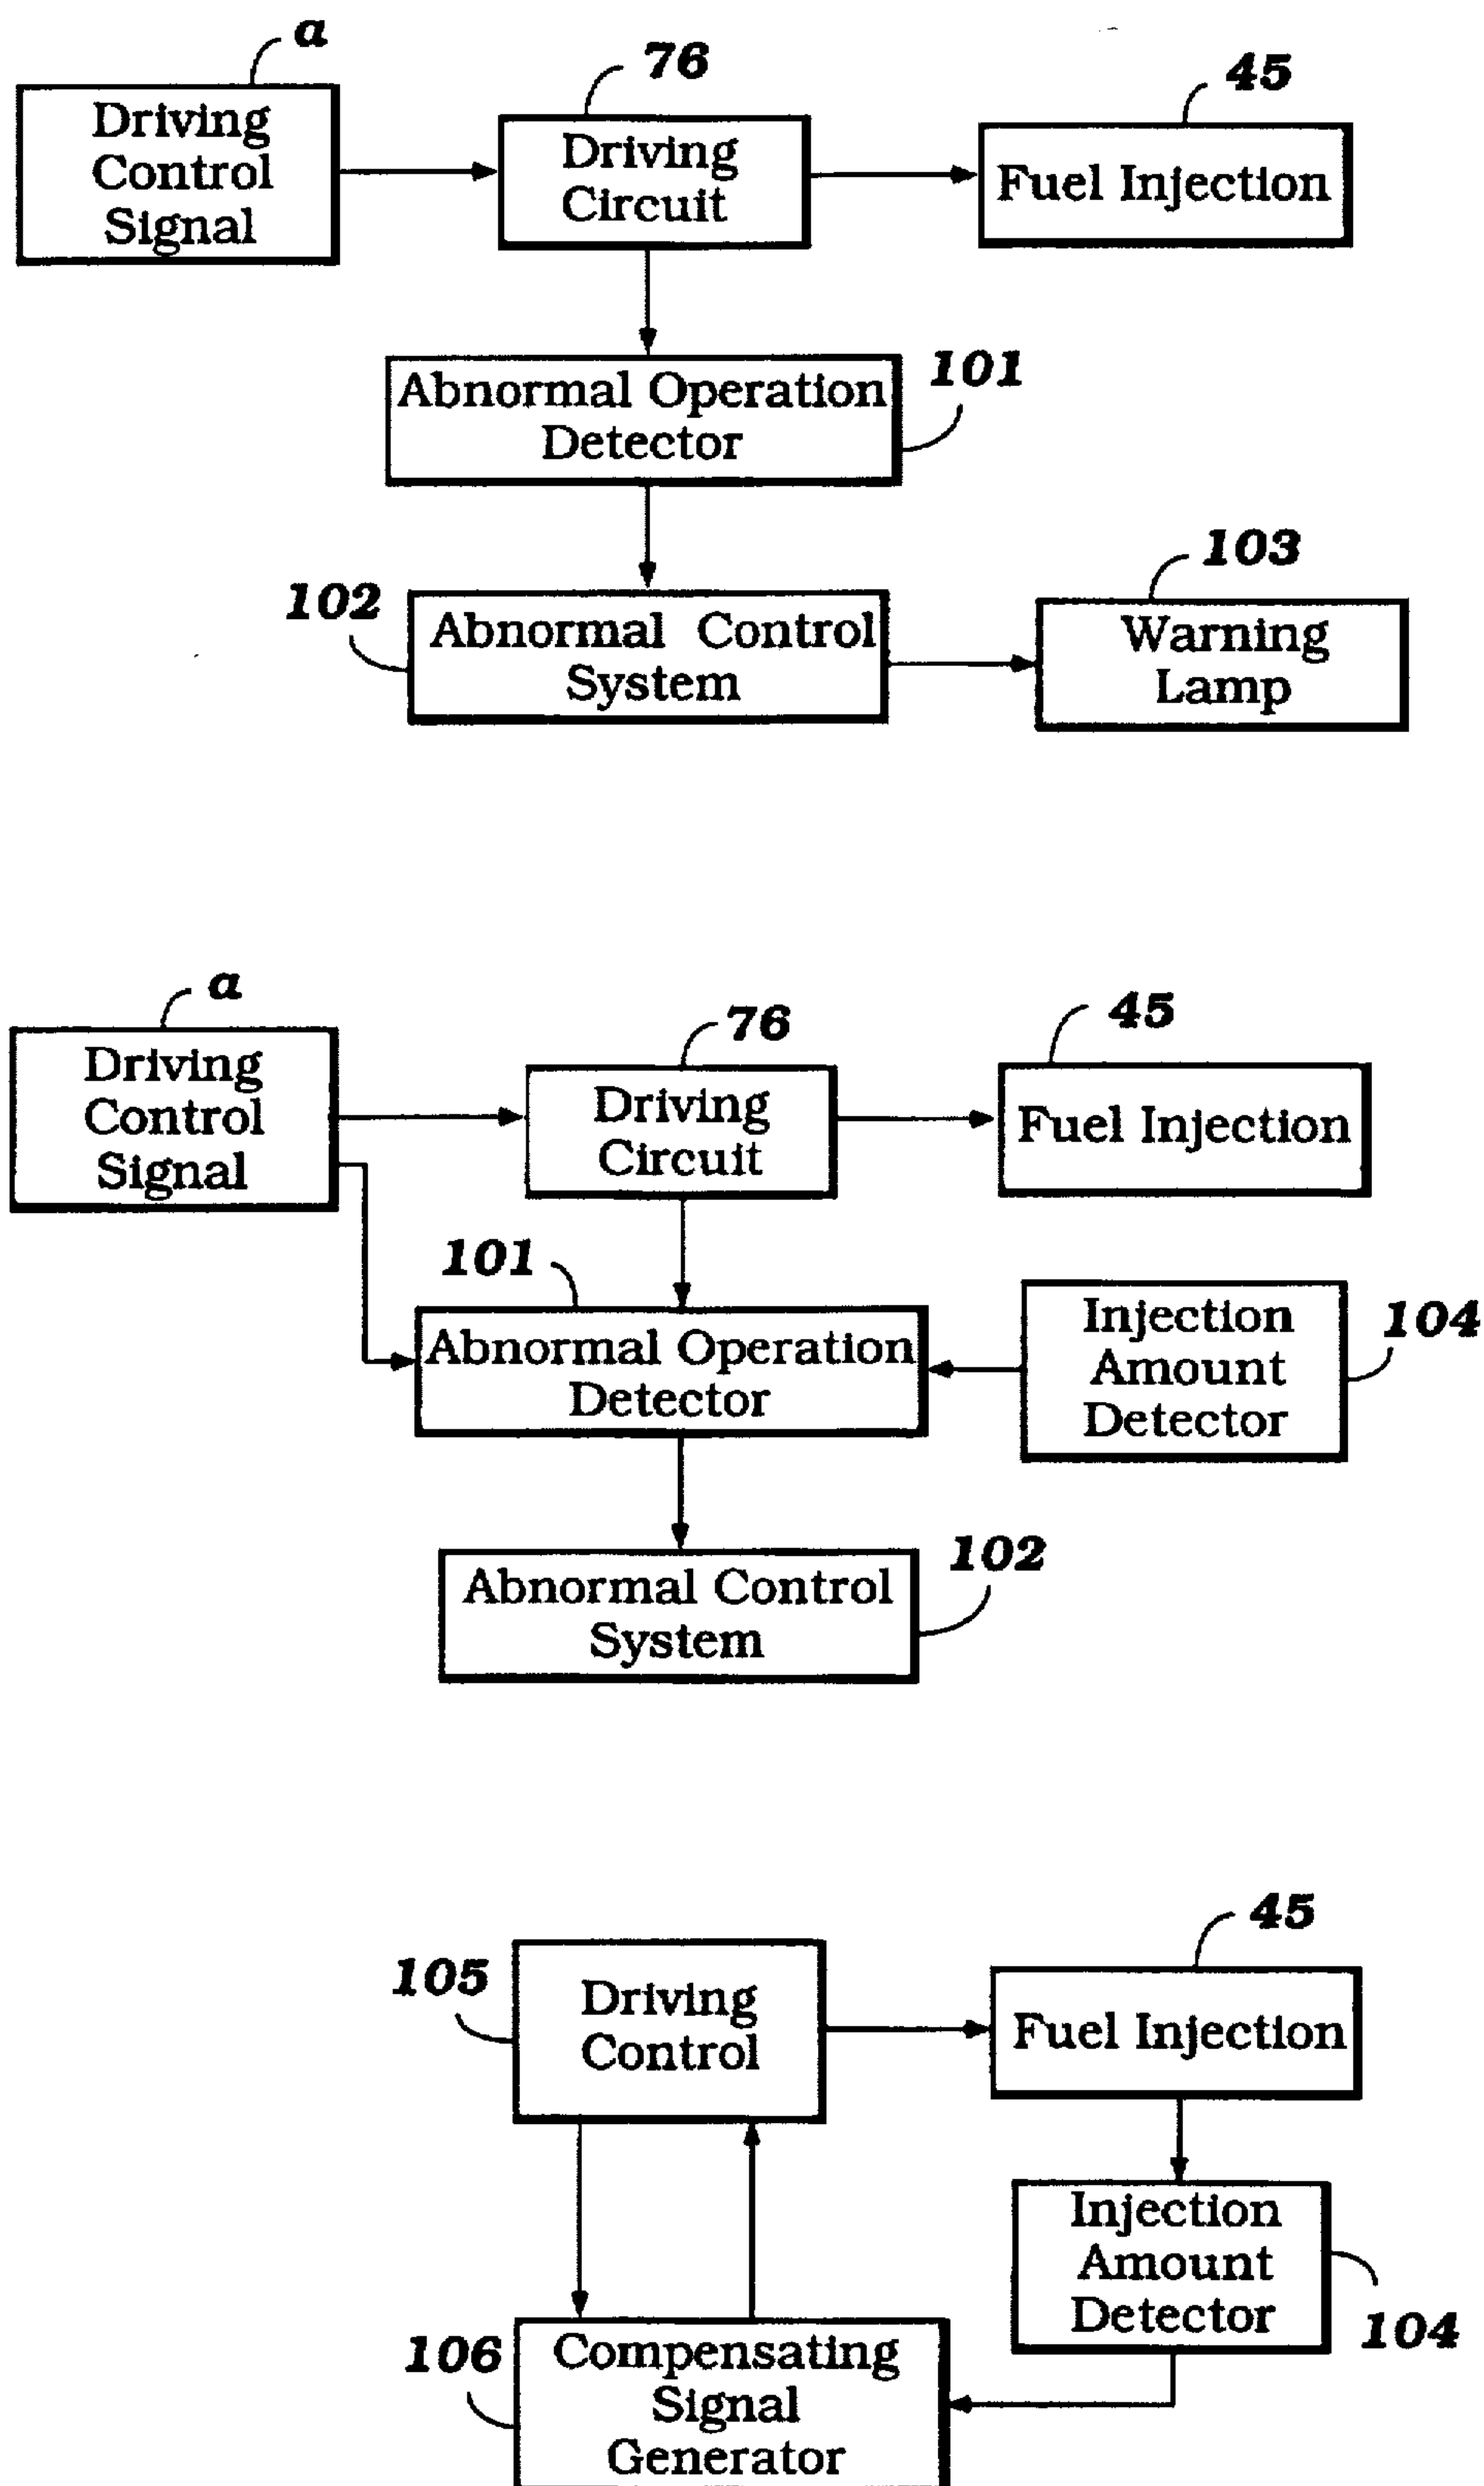 a
76
45
Driving
Control
Signal
Driving
Circuit
Fuel Injection
101
Abnormal Operation
Detector
103
102
Abnormal Control
System
Warning
Lamp
a
76
45
Driving
Control
Signal
Driving
Circuit
Fuel Injection
101
Abnormal Operation
Detector
Injection
Amount
Detector
104
102
Abnormal Control
System
45
105
Driving
Control
Fuel Injection
Injection
Amount
Detector
104
106
Compensating
Signal
Generator